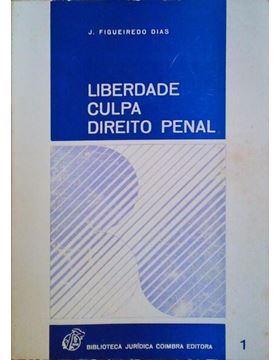 J. FIGUEIREDO DIAS
LIBERDADE
CULPA
DIREITO PENAL
BIBLIOTECA JURÍDICA COIMBRA EDITORA
1